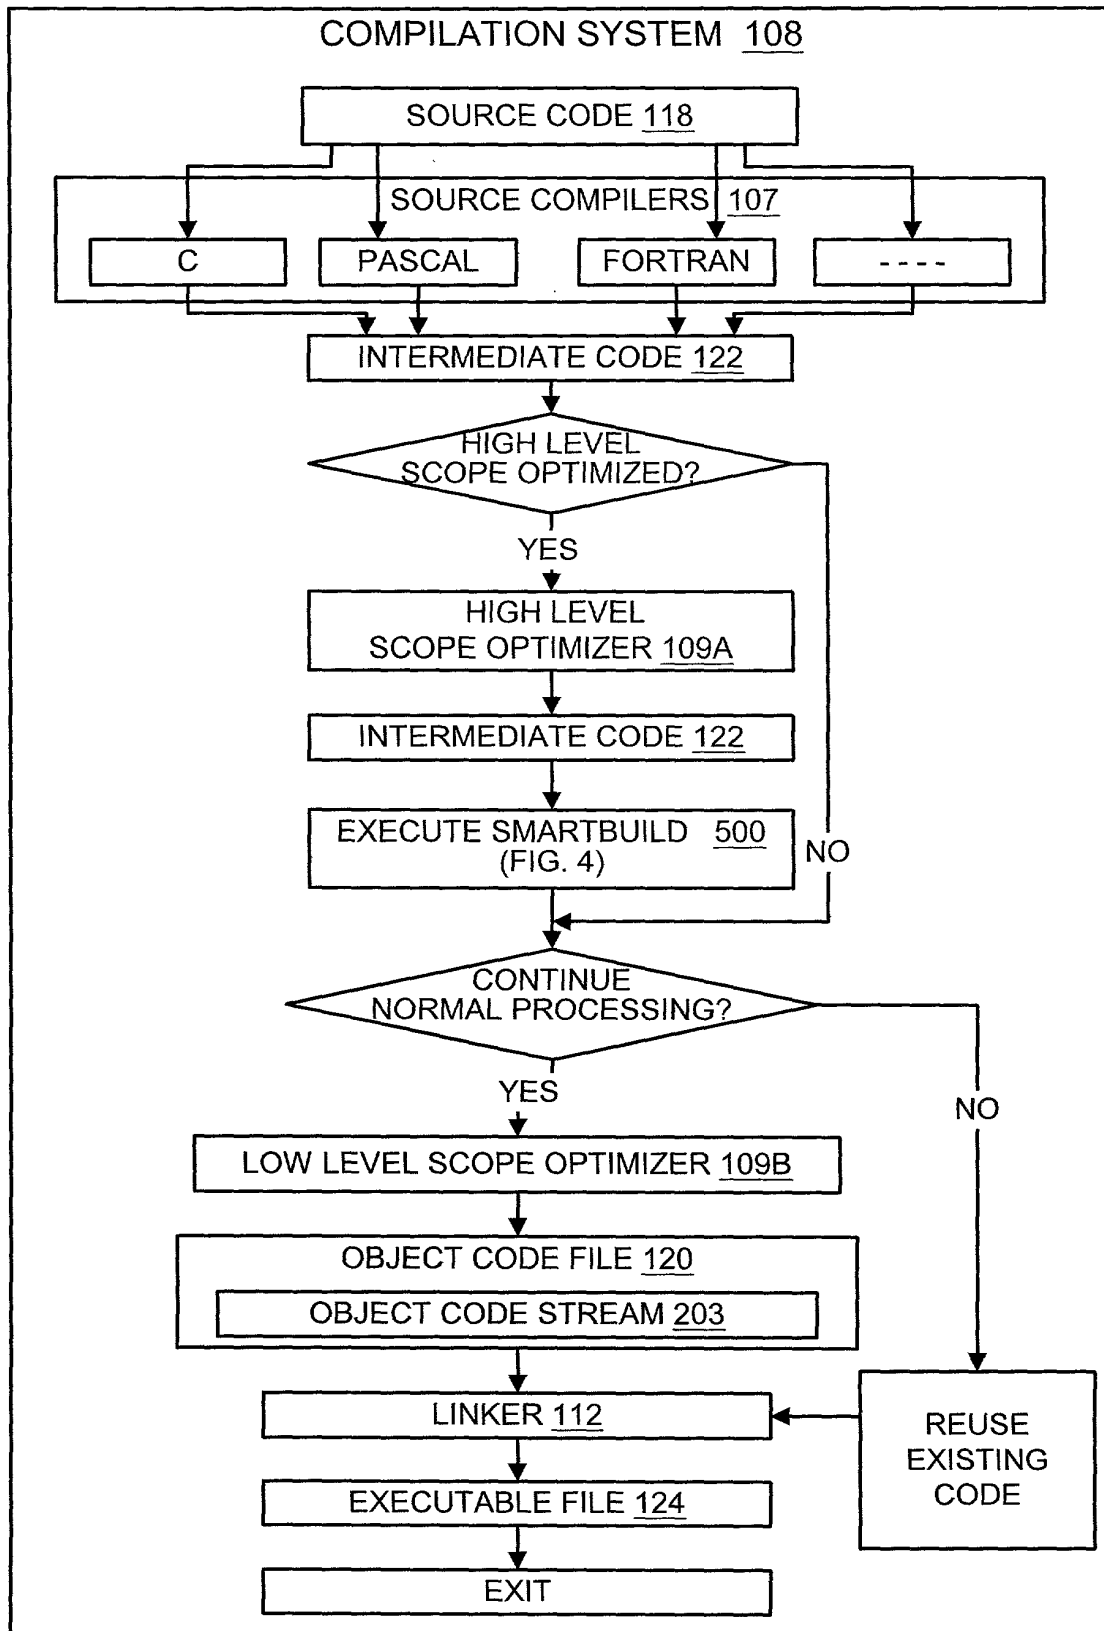 COMPILATION SYSTEM 108
SOURCE CODE 118
SOURCE COMPILERS 107
C
PASCAL
FORTRAN
- - - -
INTERMEDIATE CODE 122
HIGH LEVEL
SCOPE OPTIMIZED?
YES
HIGH LEVEL
SCOPE OPTIMIZER 109A
INTERMEDIATE CODE 122
EXECUTE SMARTBUILD 500
(FIG. 4)
NO
CONTINUE
NORMAL PROCESSING?
YES
NO
LOW LEVEL SCOPE OPTIMIZER 109B
OBJECT CODE FILE 120
OBJECT CODE STREAM 203
LINKER 112
REUSE
EXISTING
CODE
EXECUTABLE FILE 124
EXIT